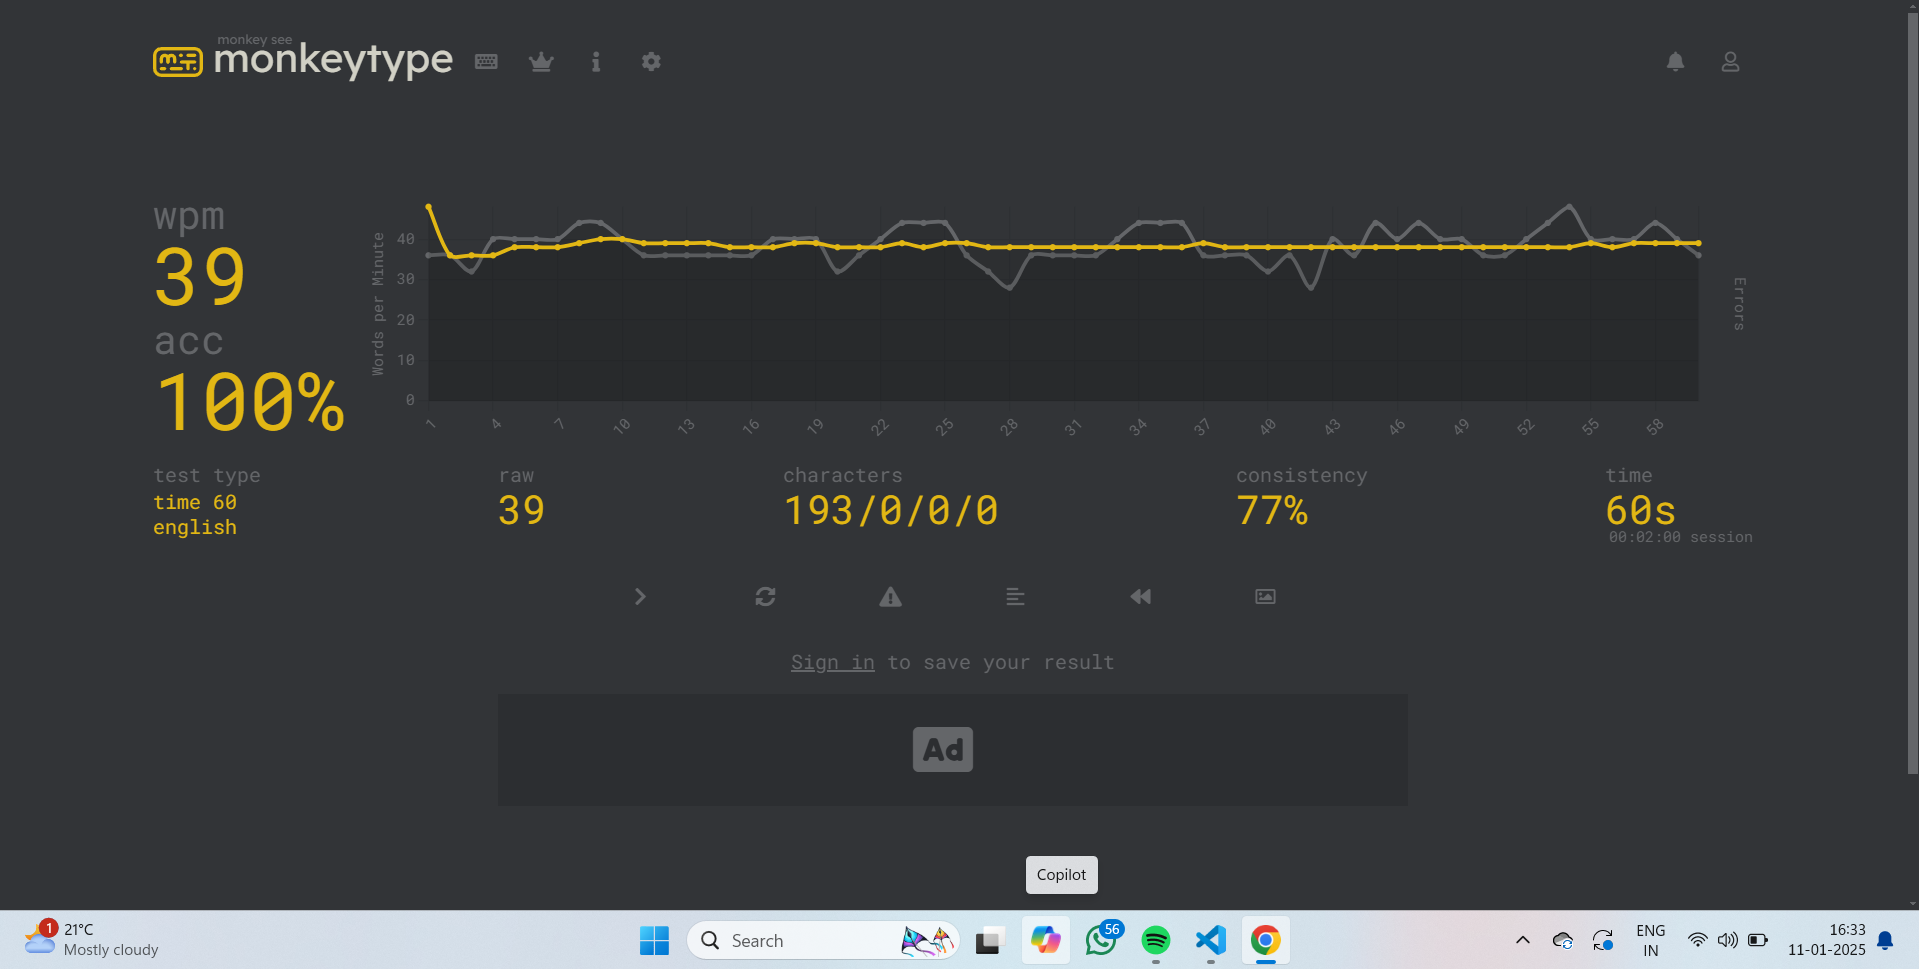 monkey see
monkeytype
wpm
39
acc
100%
Words per Minute
40
30
20
10
0
1 4 7 10 13 16 19 22 25 28 31 34 37 40 43 46 49 52 55 58
Errors
test type
time 60
english
raw
39
characters
193/0/0/0
consistency
77%
time
60s
00:02:00 session
Sign in to save your result
Ad
Copilot
1
21°C
Mostly cloudy
Search
56
ENG
IN
16:33
11-01-2025